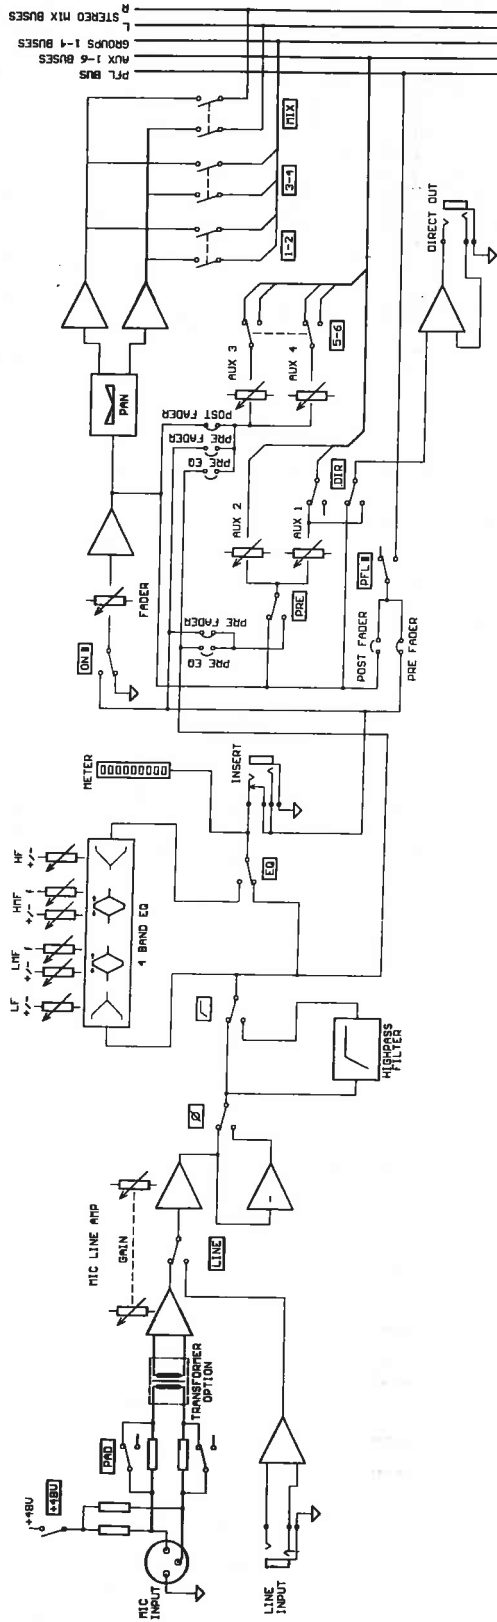 +48V
+48V
MIC
INPUT
PAD
TRANSFORMER
OPTION
MIC LINE AMP
GAIN
LINE
LINE
INPUT
Ø
HIGHPASS
FILTER
LF
+/-
LMF
+/- f
HMF
+/- f
HF
+/-
4 BAND EQ
EQ
METER
INSERT
ON
FADER
PAN
PRE EQ
PRE FADER
PRE
AUX 2
AUX 1
DIR
PRE EQ
PRE FADER
POST FADER
AUX 3
AUX 4
5-6
POST FADER
PRE FADER
PFL
DIRECT OUT
1-2
3-4
MIX
PFL BUS
AUX 1-6 BUSES
GROUPS 1-4 BUSES
L
STEREO MIX BUSES
R